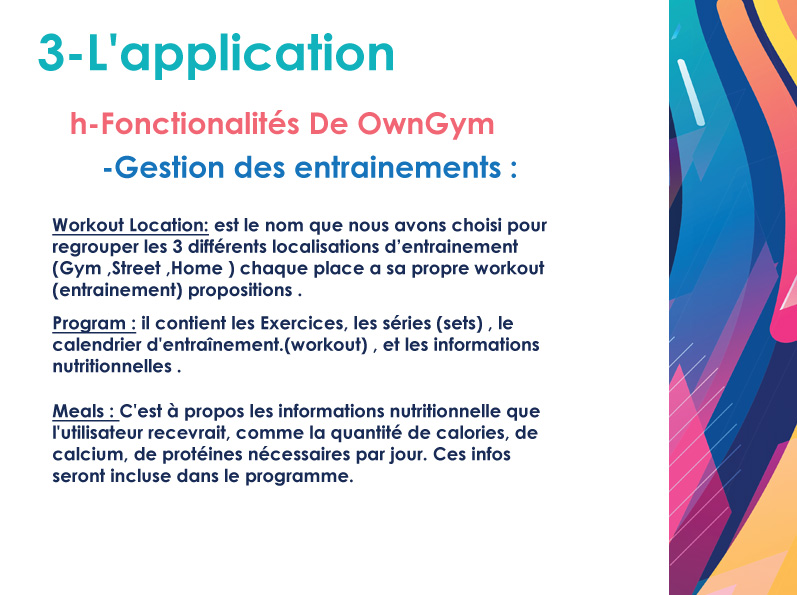 3-L'application
h-Fonctionalités De OwnGym
-Gestion des entrainements :
Workout Location: est le nom que nous avons choisi pour
regrouper les 3 différents localisations d’entrainement
(Gym ,Street ,Home ) chaque place a sa propre workout
(entrainement) propositions .
Program : il contient les Exercices, les séries (sets) , le
calendrier d'entraînement.(workout) , et les informations
nutritionnelles .
Meals : C'est à propos les informations nutritionnelle que
l'utilisateur recevrait, comme la quantité de calories, de
calcium, de protéines nécessaires par jour. Ces infos
seront incluse dans le programme.